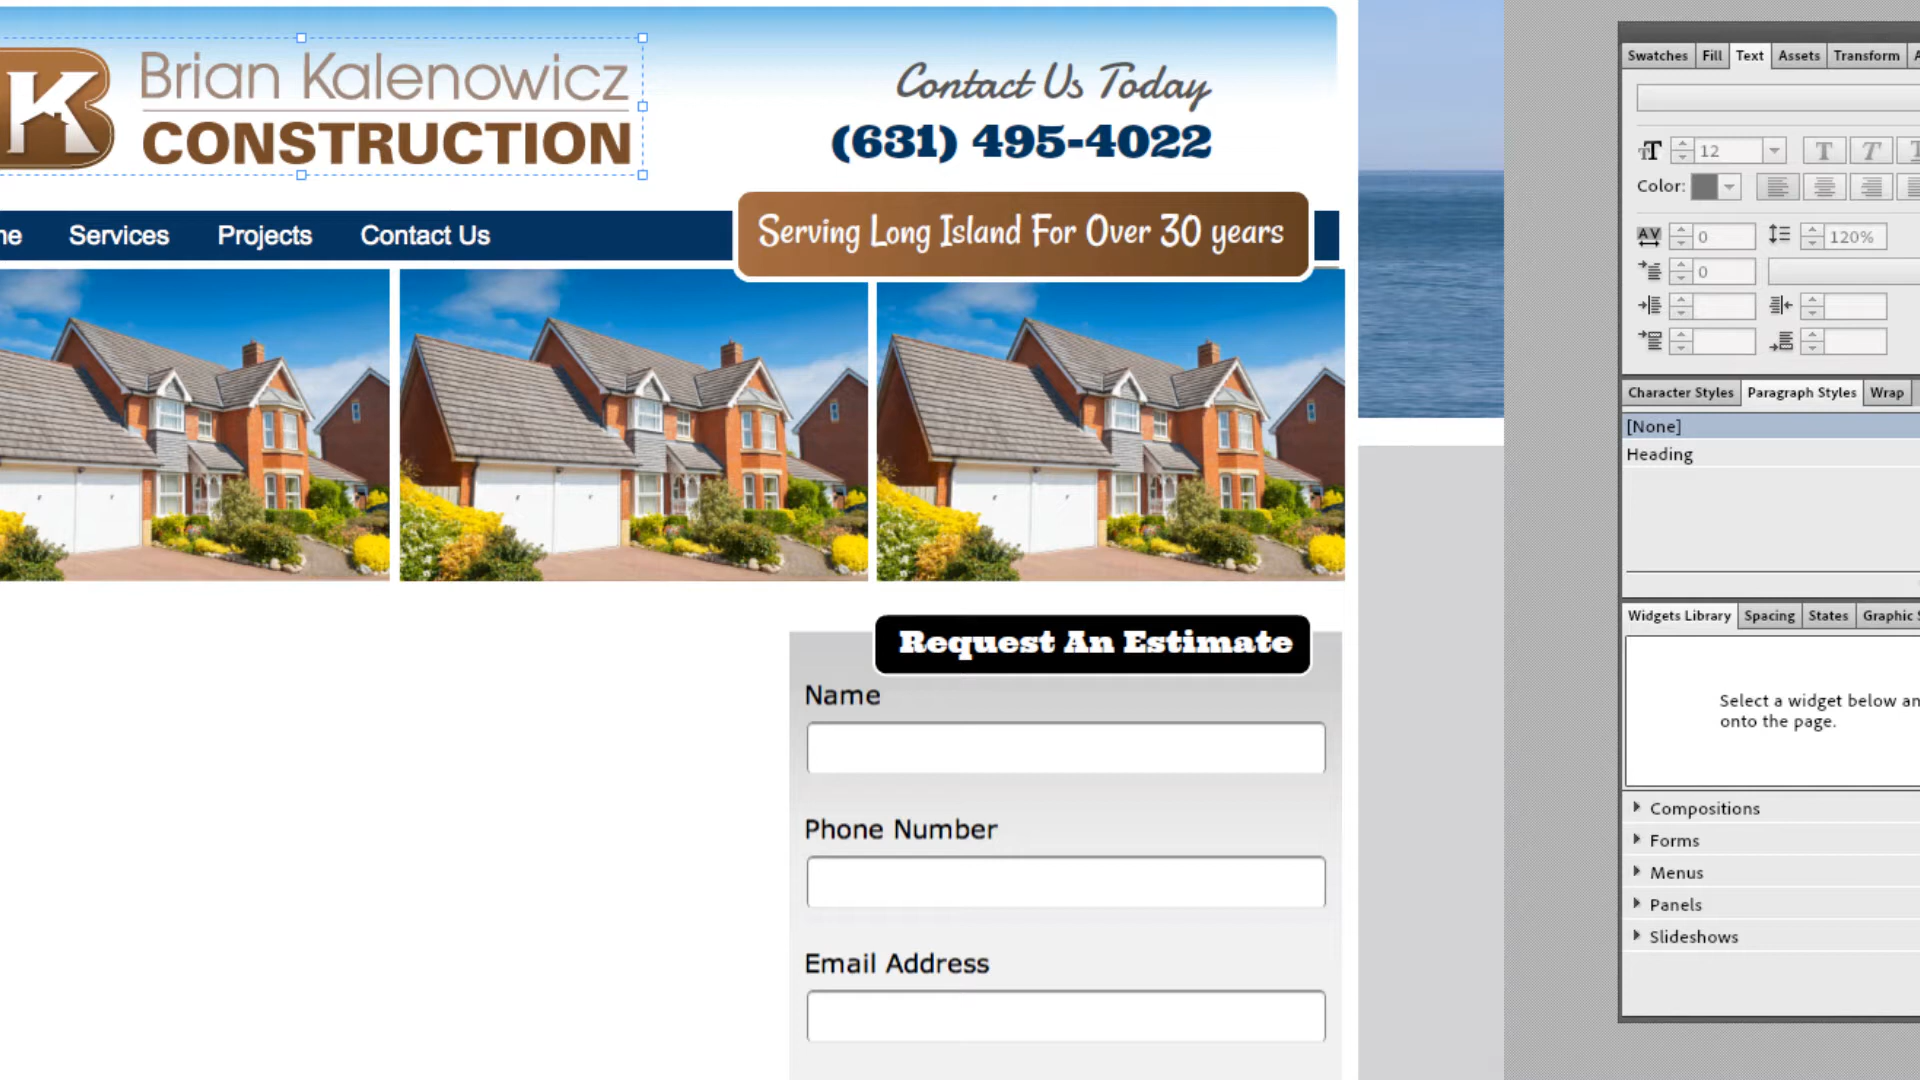 BK
Brian Kalenowicz
CONSTRUCTION
Contact Us Today
(631) 495-4022
Services Projects Contact Us
Serving Long Island For Over 30 years
Request An Estimate
Name
Phone Number
Email Address
Swatches Fill Text Assets Transform
12
Color:
0 120%
0
Character Styles Paragraph Styles Wrap
[None]
Heading
Widgets Library Spacing States Graphic
Select a widget below
onto the page.
Compositions
Forms
Menus
Panels
Slideshows